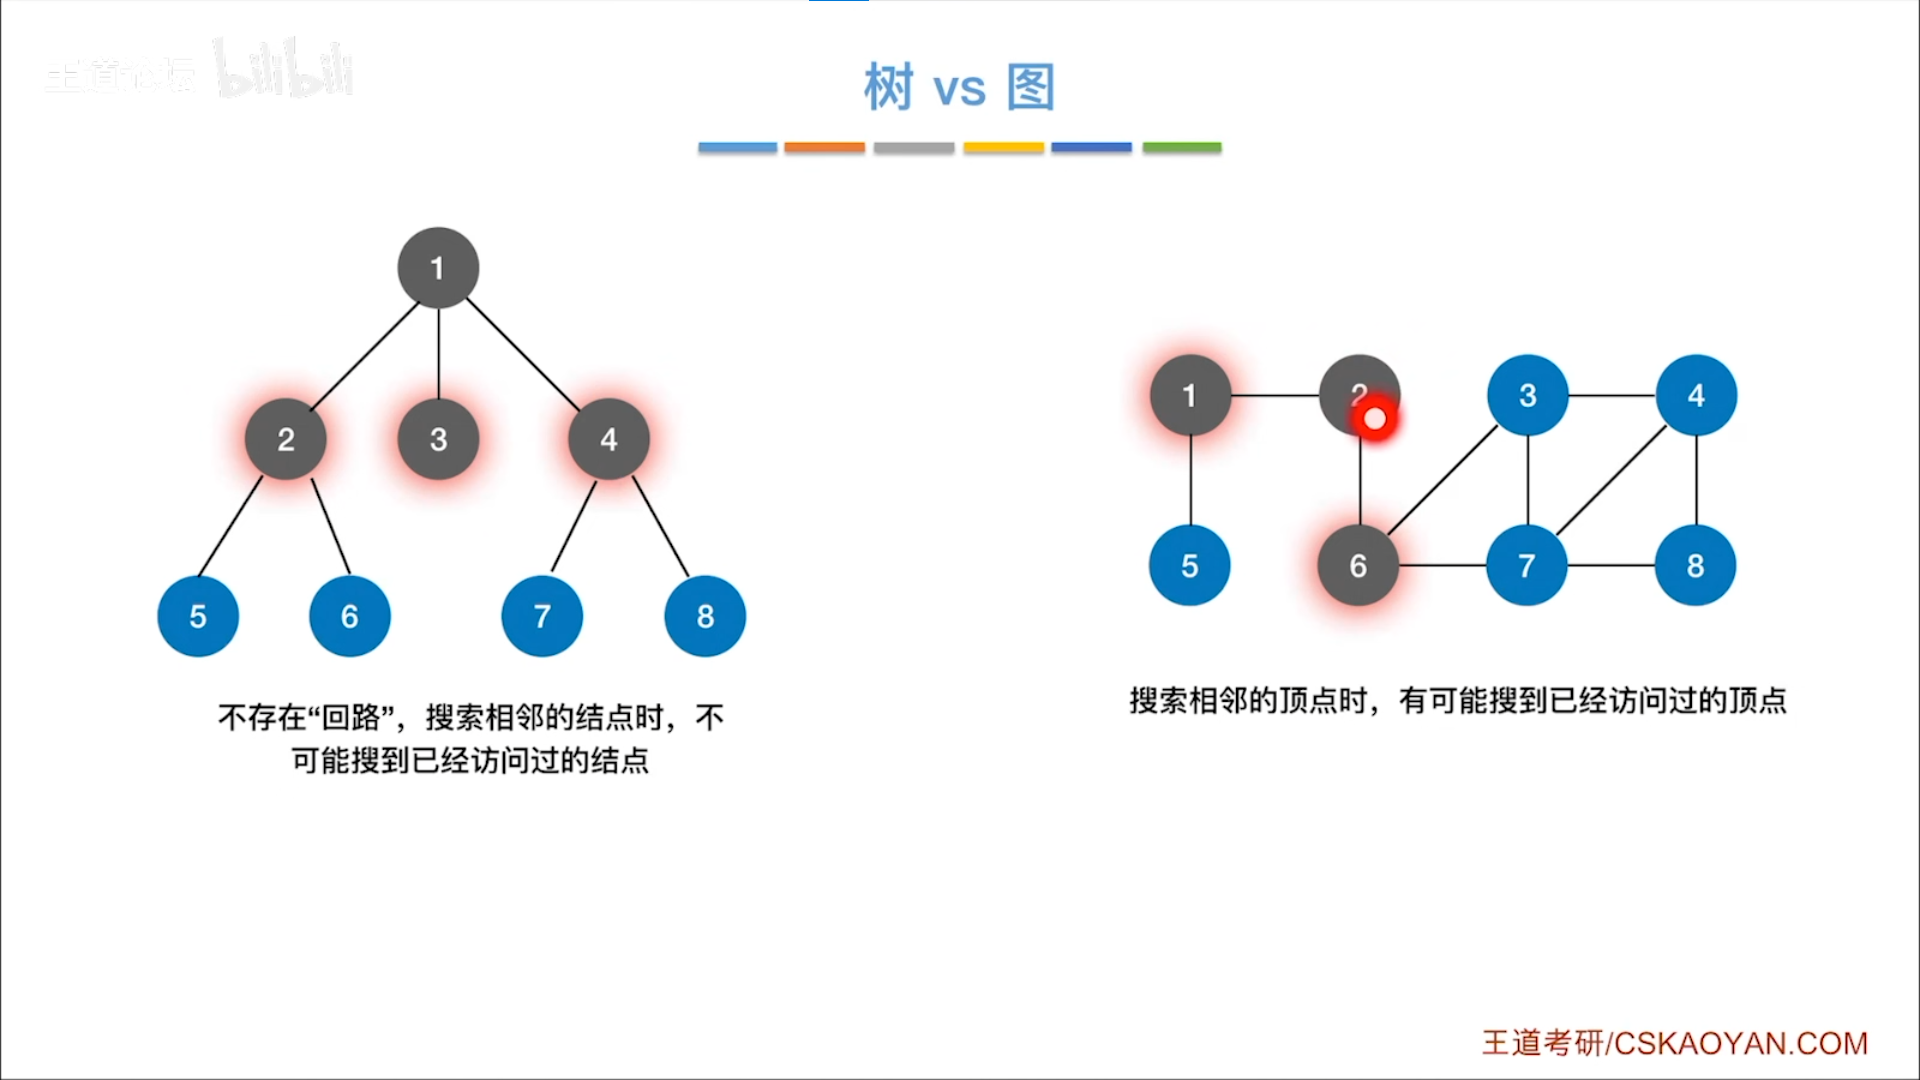 王道论坛 bilibili
树 vs 图
1
2 3 4
5 6 7 8
不存在“回路”，搜索相邻的结点时，不
可能搜到已经访问过的结点
1 2 3 4
5 6 7 8
搜索相邻的顶点时，有可能搜到已经访问过的顶点
王道考研/CSKAOYAN.COM